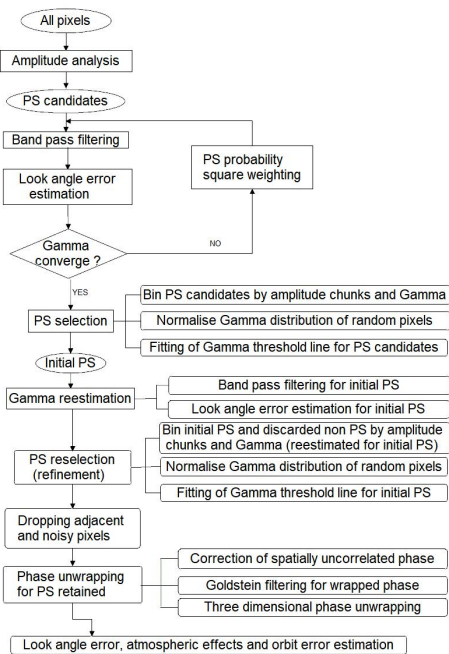 All pixels
Amplitude analysis
PS candidates
Band pass filtering
PS probability
square weighting
Look angle error
estimation
NO
Gamma
converge ?
YES
Bin PS candidates by amplitude chunks and Gamma
PS selection
Normalise Gamma distribution of random pixels
Fitting of Gamma threshold line for PS candidates
Initial PS
Band pass filtering for initial PS
Gamma reestimation
Look angle error estimation for initial PS
Bin initial PS and discarded non PS by amplitude
chunks and Gamma (reestimated for initial PS)
PS reselection
(refinement)
Normalise Gamma distribution of random pixels
Fitting of Gamma threshold line for initial PS
Dropping adjacent
and noisy pixels
Correction of spatially uncorrelated phase
Phase unwrapping
for PS retained
Goldstein filtering for wrapped phase
Three dimensional phase unwrapping
Look angle error, atmospheric effects and orbit error estimation